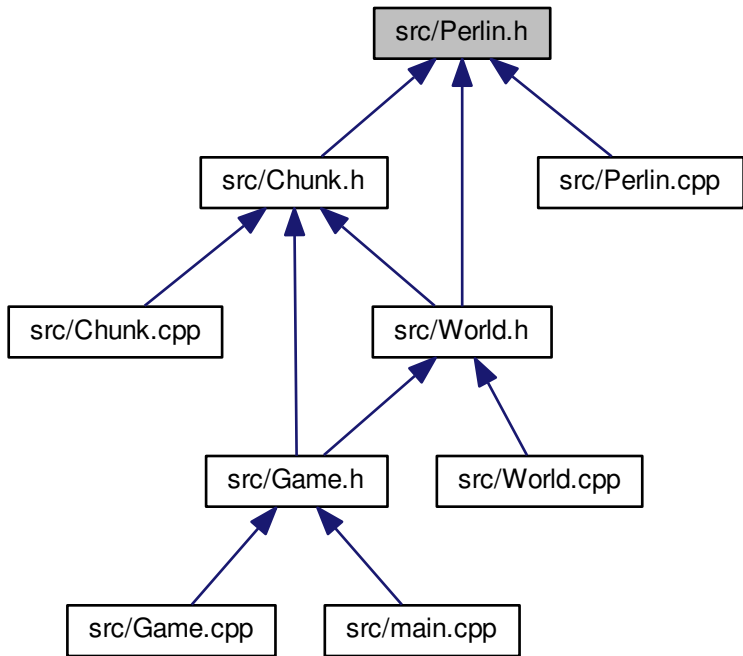 src/Perlin.h
src/Chunk.h
src/Perlin.cpp
src/Chunk.cpp
src/World.h
src/Game.h
src/World.cpp
src/Game.cpp
src/main.cpp